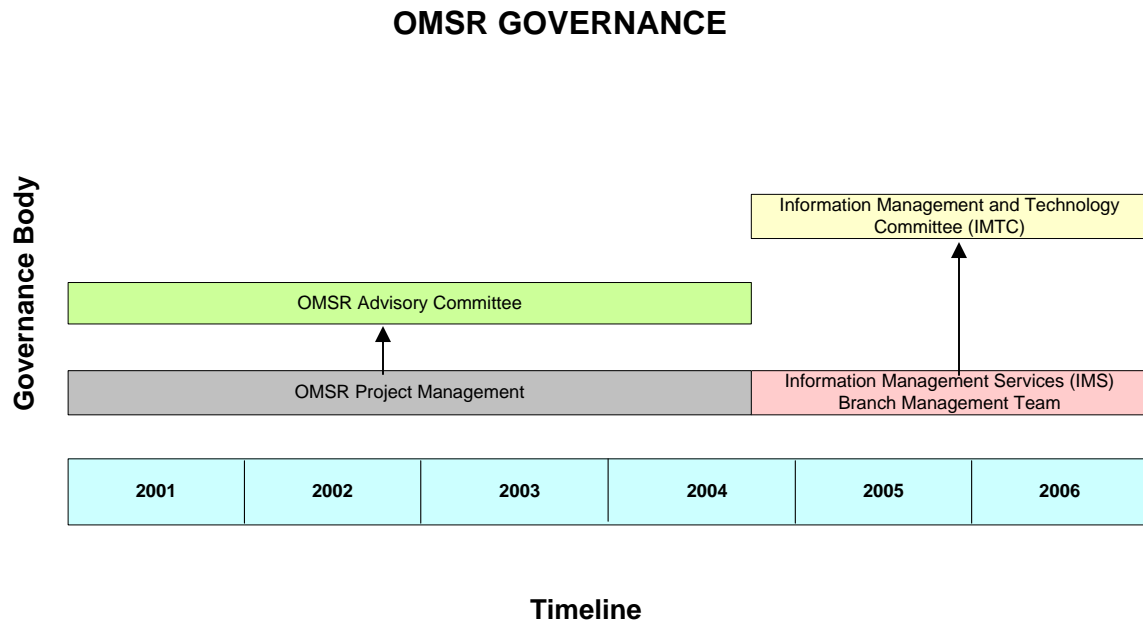 OMSR GOVERNANCE
Governance Body
Information Management and Technology
Committee (IMTC)
OMSR Advisory Committee
OMSR Project Management
Information Management Services (IMS)
Branch Management Team
2001
2002
2003
2004
2005
2006
Timeline